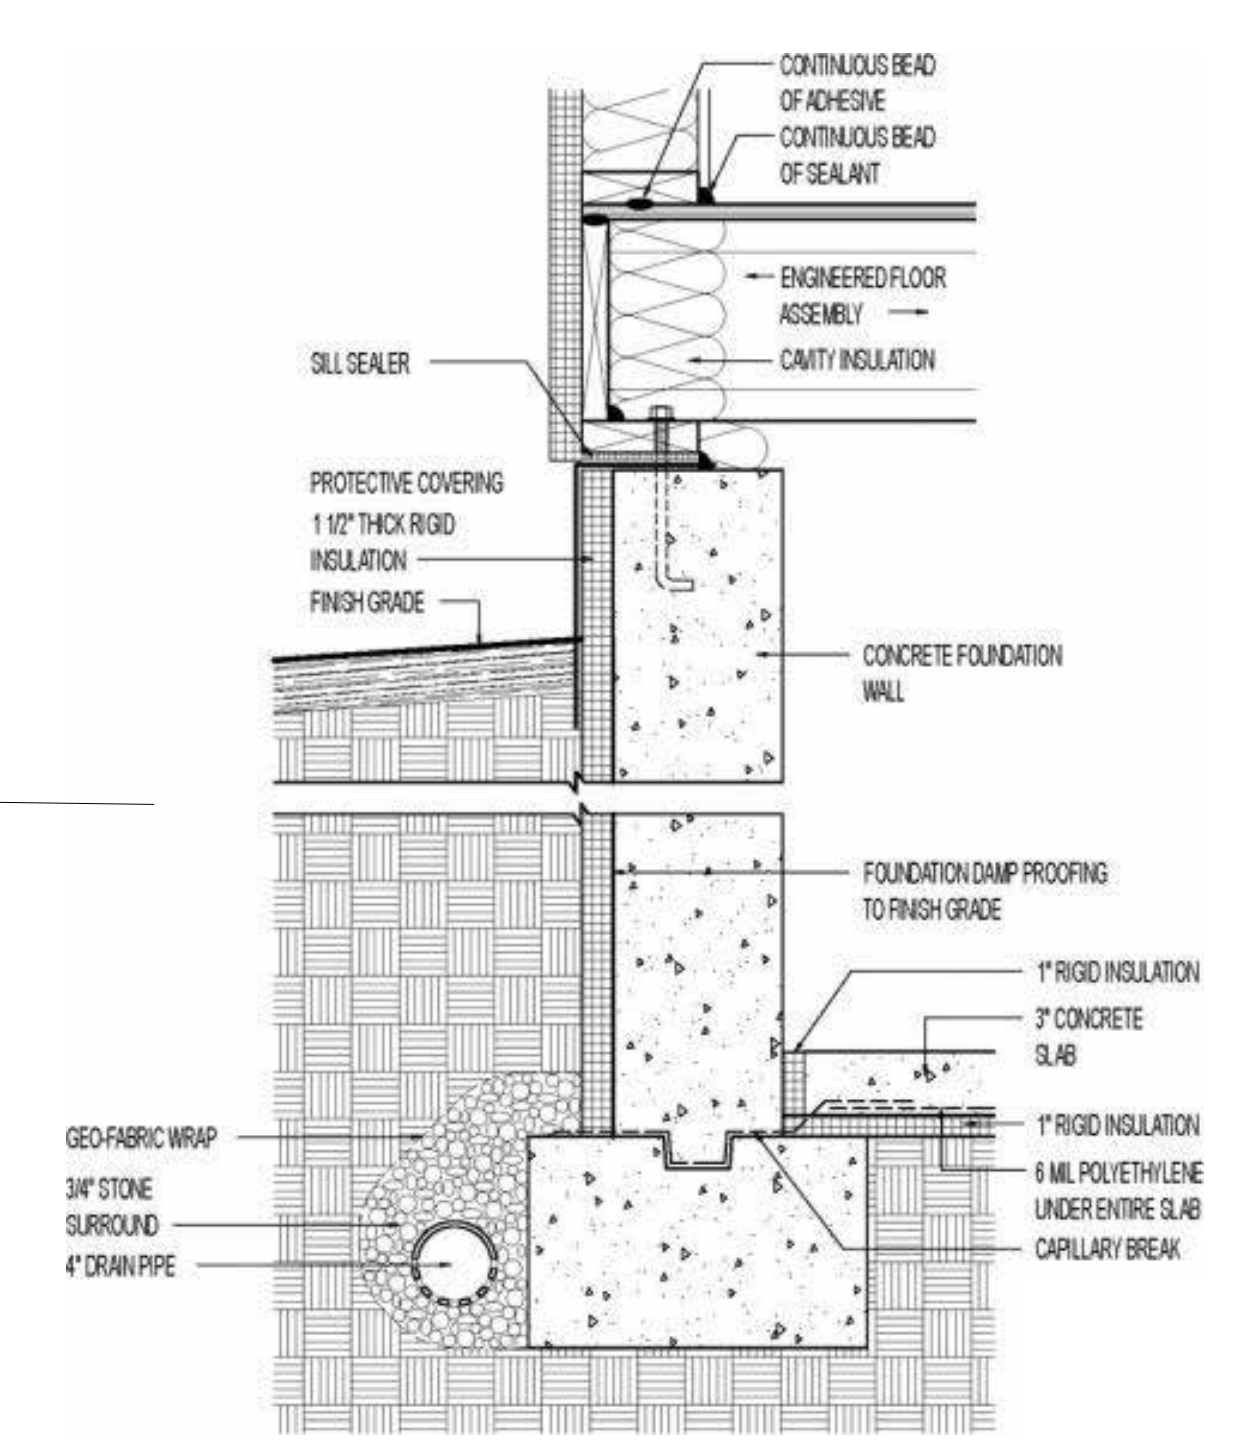 CONTINUOUS BEAD
OF ADHESIVE
CONTINUOUS BEAD
OF SEALANT
ENGINEERED FLOOR
ASSEMBLY
CAVITY INSULATION
SILL SEALER
PROTECTIVE COVERING
1 1/2" THICK RIGID
INSULATION
FINISH GRADE
CONCRETE FOUNDATION
WALL
FOUNDATION DAMP PROOFING
TO FINISH GRADE
1" RIGID INSULATION
3" CONCRETE
SLAB
1" RIGID INSULATION
6 MIL POLYETHYLENE
UNDER ENTIRE SLAB
CAPILLARY BREAK
GEO-FABRIC WRAP
3/4" STONE
SURROUND
4" DRAIN PIPE